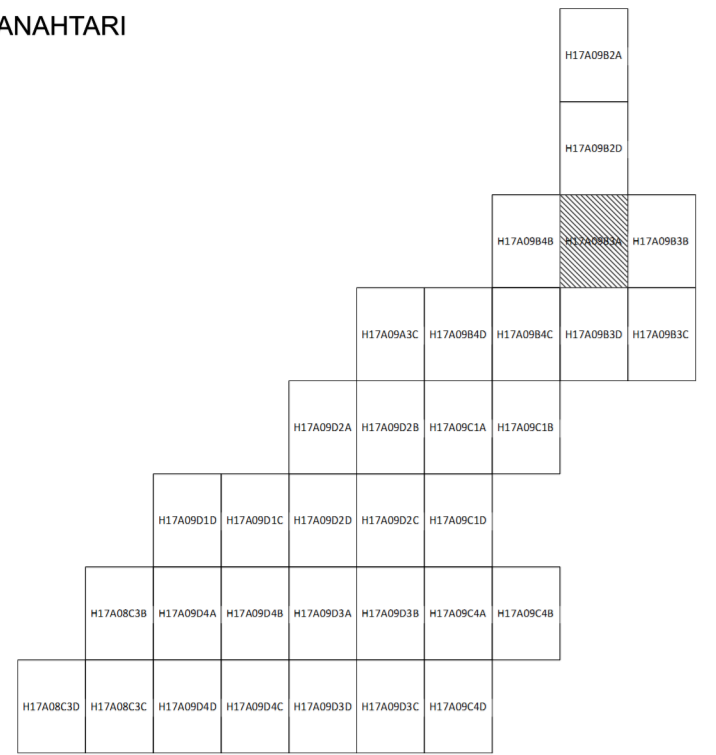 ANAHTARI
H17A09B2A
H17A09B2D
H17A09B4B H17A09B3A H17A09B3B
H17A09A3C H17A09B4D H17A09B4C H17A09B3D H17A09B3C
H17A09D2A H17A09D2B H17A09C1A H17A09C1B
H17A09D1D H17A09D1C H17A09D2D H17A09D2C H17A09C1D
H17A08C3B H17A09D4A H17A09D4B H17A09D3A H17A09D3B H17A09C4A H17A09C4B
H17A08C3D H17A08C3C H17A09D4D H17A09D4C H17A09D3D H17A09D3C H17A09C4D